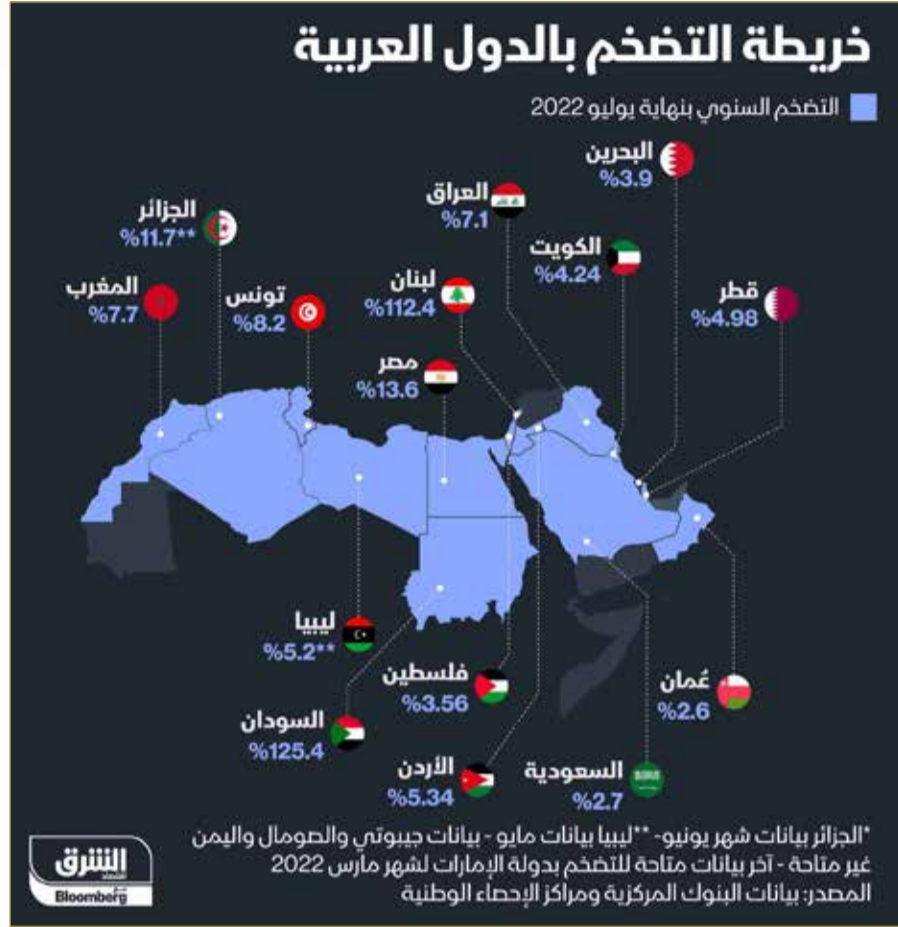 خريطة التضخم بالدول العربية
التضخم السنوي بنهاية يوليو 2022
البحرين
%3.9
العراق
%7.1
الجزائر
%11.7**
الكويت
%4.24
لبنان
%112.4
قطر
%4.98
المغرب
%7.7
تونس
%8.2
مصر
%13.6
ليبيا
%5.2**
فلسطين
%3.56
عُمان
%2.6
السودان
%125.4
الأردن
%5.34
السعودية
%2.7
*الجزائر بيانات شهر يونيو- **ليبيا بيانات مايو - بيانات جيبوتي والصومال واليمن
غير متاحة - آخر بيانات متاحة للتضخم بدولة الإمارات لشهر مارس 2022
المصدر: بيانات البنوك المركزية ومراكز الإحصاء الوطنية
الشرق
Bloomberg